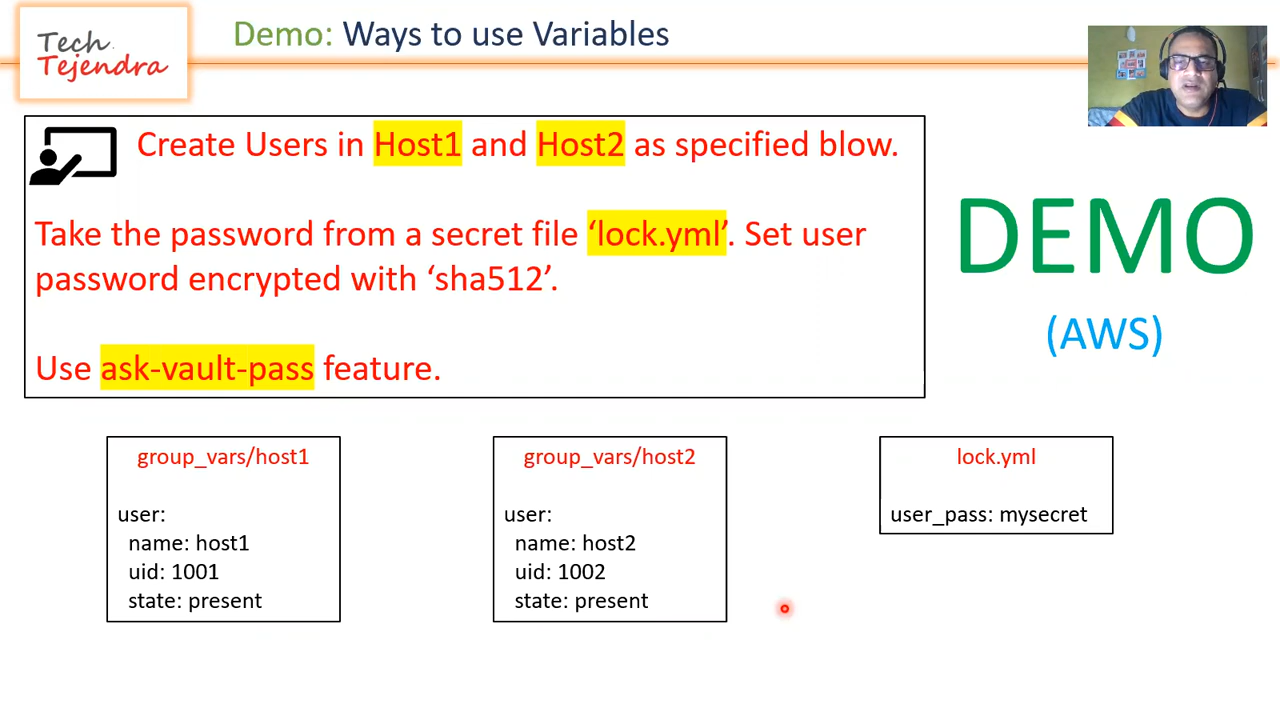 Tech
Tejendra
Demo: Ways to use Variables
Create Users in Host1 and Host2 as specified blow.
Take the password from a secret file ‘lock.yml’. Set user
password encrypted with ‘sha512’.
Use ask-vault-pass feature.
DEMO
(AWS)
group_vars/host1
user:
name: host1
uid: 1001
state: present
group_vars/host2
user:
name: host2
uid: 1002
state: present
lock.yml
user_pass: mysecret